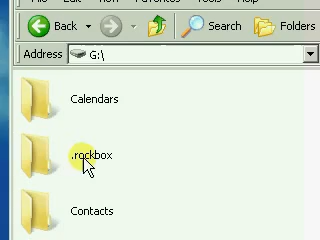 Back
Search
Folders
Address
G:\
Calendars
.rockbox
Contacts